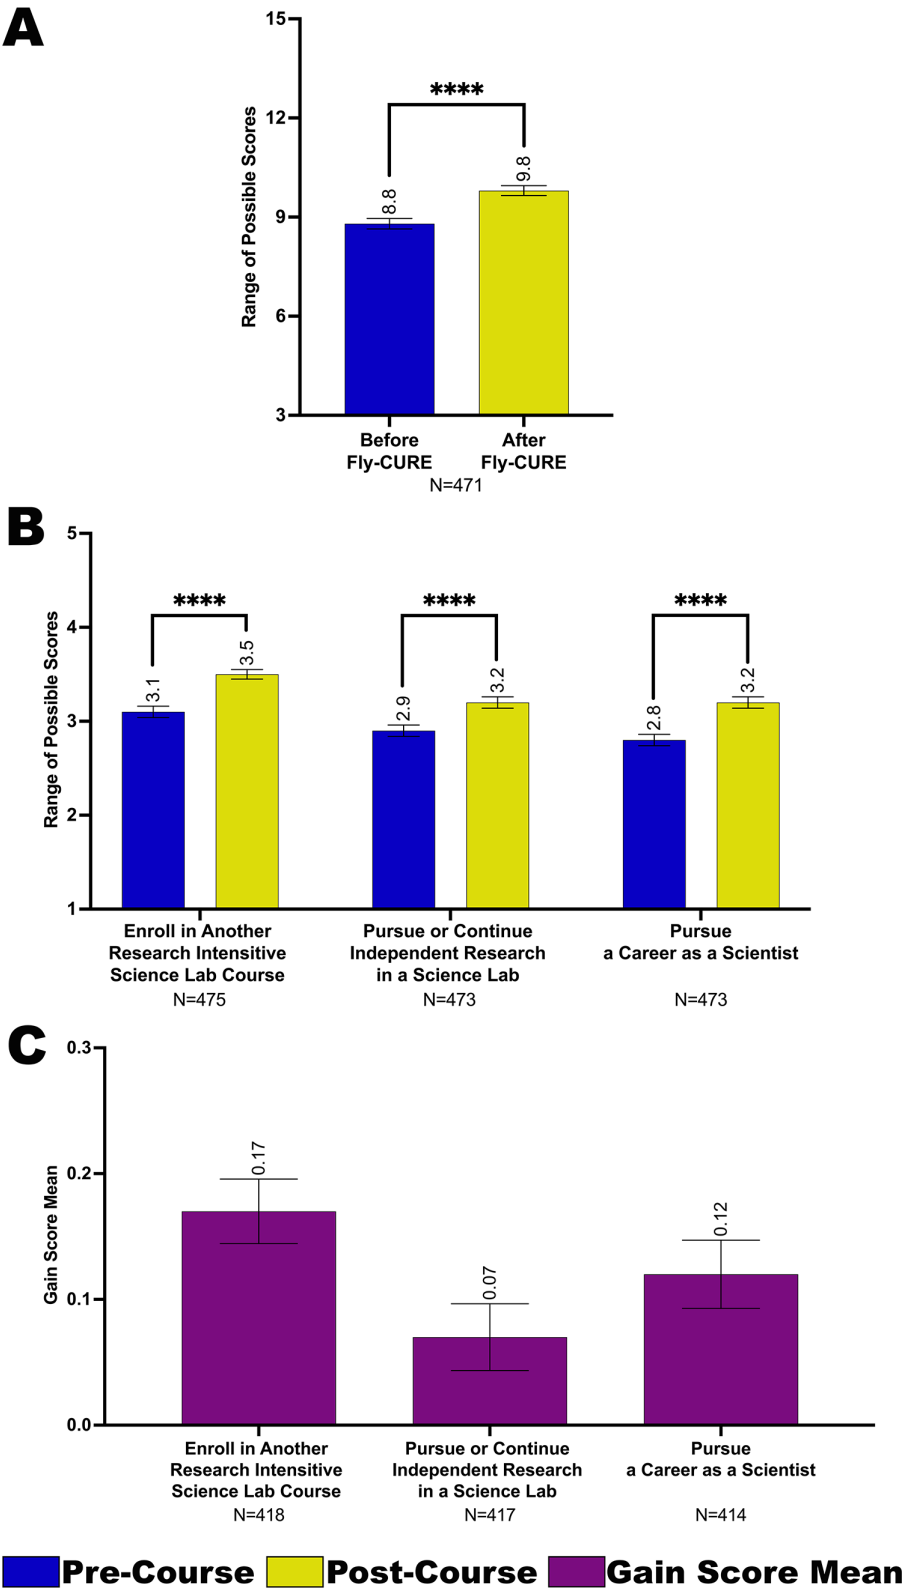 A
15
12
9
6
3
Range of Possible Scores
****
8.8
9.8
Before
Fly-CURE
After
Fly-CURE
N=471
B
5
4
3
2
1
Range of Possible Scores
****
****
****
3.1
3.5
2.9
3.2
2.8
3.2
Enroll in Another
Research Intensitive
Science Lab Course
N=475
Pursue or Continue
Independent Research
in a Science Lab
N=473
Pursue
a Career as a Scientist
N=473
C
0.3
0.2
0.1
0.0
Gain Score Mean
0.17
0.07
0.12
Enroll in Another
Research Intensitive
Science Lab Course
N=418
Pursue or Continue
Independent Research
in a Science Lab
N=417
Pursue
a Career as a Scientist
N=414
Pre-Course Post-Course Gain Score Mean